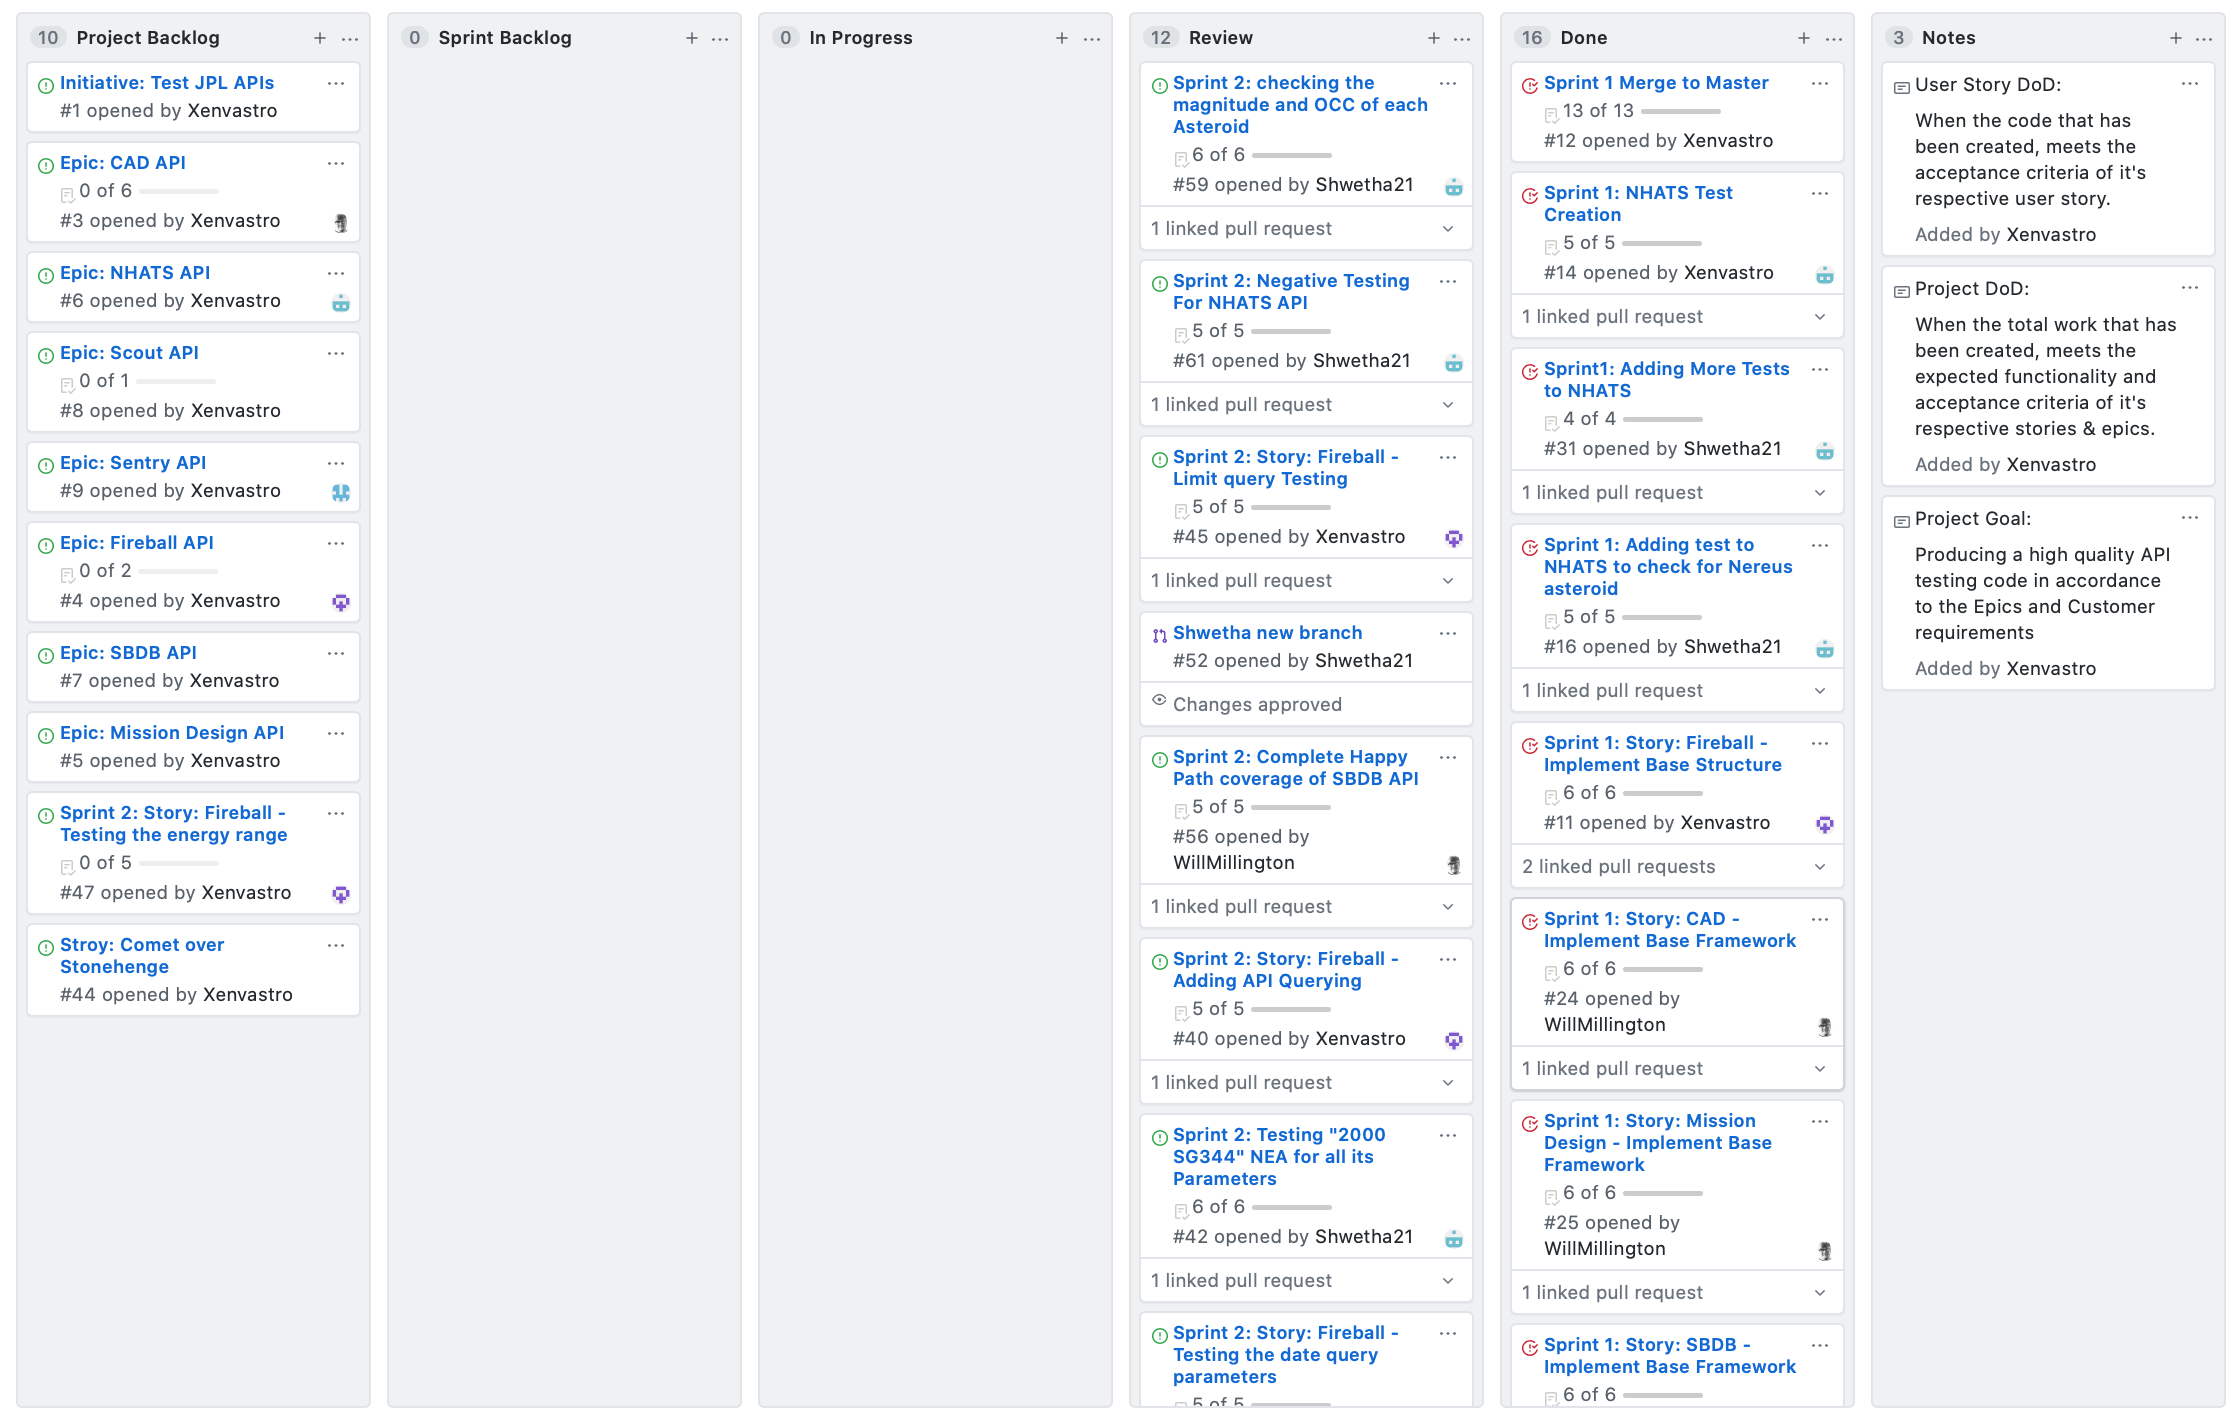 10 Project Backlog
Initiative: Test JPL APIs
#1 opened by Xenvastro
Epic: CAD API
0 of 6
#3 opened by Xenvastro
Epic: NHATS API
#6 opened by Xenvastro
Epic: Scout API
0 of 1
#8 opened by Xenvastro
Epic: Sentry API
#9 opened by Xenvastro
Epic: Fireball API
0 of 2
#4 opened by Xenvastro
Epic: SBDB API
#7 opened by Xenvastro
Epic: Mission Design API
#5 opened by Xenvastro
Sprint 2: Story: Fireball -
Testing the energy range
0 of 5
#47 opened by Xenvastro
Stroy: Comet over
Stonehenge
#44 opened by Xenvastro
0 Sprint Backlog
0 In Progress
12 Review
Sprint 2: checking the
magnitude and OCC of each
Asteroid
6 of 6
#59 opened by Shwetha21
1 linked pull request
Sprint 2: Negative Testing
For NHATS API
5 of 5
#61 opened by Shwetha21
1 linked pull request
Sprint 2: Story: Fireball -
Limit query Testing
5 of 5
#45 opened by Xenvastro
1 linked pull request
Shwetha new branch
#52 opened by Shwetha21
Changes approved
Sprint 2: Complete Happy
Path coverage of SBDB API
5 of 5
#56 opened by
WillMillington
1 linked pull request
Sprint 2: Story: Fireball -
Adding API Querying
5 of 5
#40 opened by Xenvastro
1 linked pull request
Sprint 2: Testing "2000
SG344" NEA for all its
Parameters
6 of 6
#42 opened by Shwetha21
1 linked pull request
Sprint 2: Story: Fireball -
Testing the date query
parameters
5 of 5
16 Done
Sprint 1 Merge to Master
13 of 13
#12 opened by Xenvastro
Sprint 1: NHATS Test
Creation
5 of 5
#14 opened by Xenvastro
1 linked pull request
Sprint1: Adding More Tests
to NHATS
4 of 4
#31 opened by Shwetha21
1 linked pull request
Sprint 1: Adding test to
NHATS to check for Nereus
asteroid
5 of 5
#16 opened by Shwetha21
1 linked pull request
Sprint 1: Story: Fireball -
Implement Base Structure
6 of 6
#11 opened by Xenvastro
2 linked pull requests
Sprint 1: Story: CAD -
Implement Base Framework
6 of 6
#24 opened by
WillMillington
1 linked pull request
Sprint 1: Story: Mission
Design - Implement Base
Framework
6 of 6
#25 opened by
WillMillington
1 linked pull request
Sprint 1: Story: SBDB -
Implement Base Framework
6 of 6
3 Notes
User Story DoD:
When the code that has
been created, meets the
acceptance criteria of it's
respective user story.
Added by Xenvastro
Project DoD:
When the total work that has
been created, meets the
expected functionality and
acceptance criteria of it's
respective stories & epics.
Added by Xenvastro
Project Goal:
Producing a high quality API
testing code in accordance
to the Epics and Customer
requirements
Added by Xenvastro